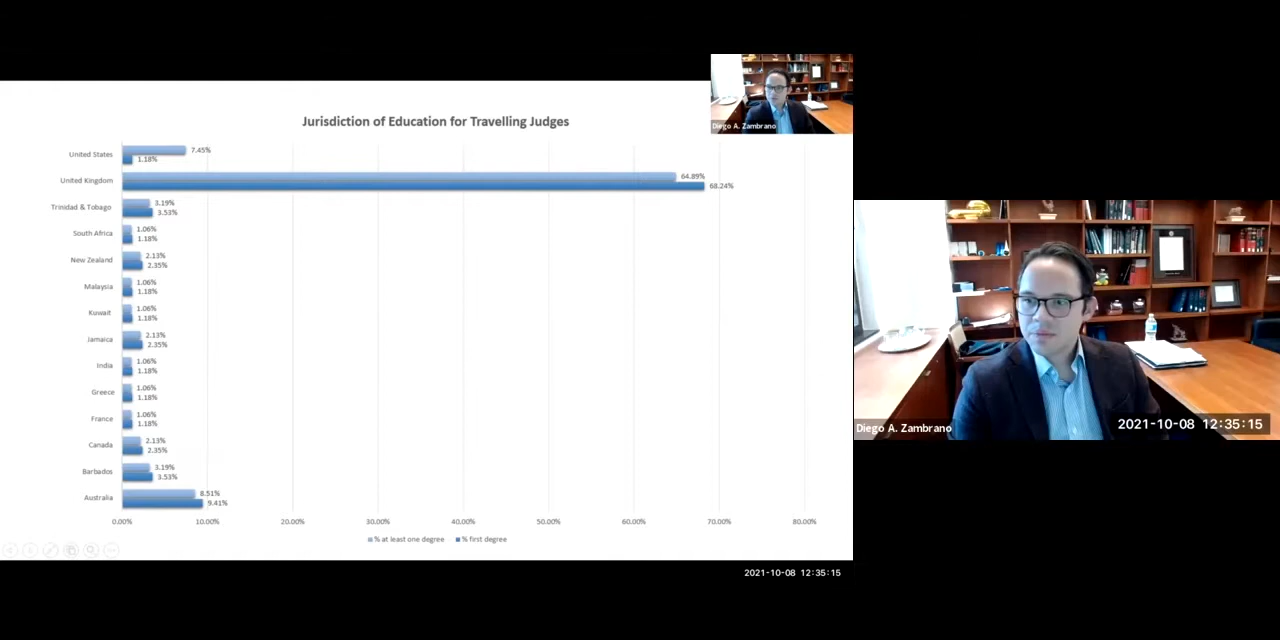 Diego A. Zambrano
Jurisdiction of Education for Travelling Judges
United States
7.45%
1.18%
United Kingdom
64.89%
68.24%
Trinidad & Tobago
3.19%
3.53%
South Africa
1.06%
1.18%
New Zealand
2.13%
2.35%
Malaysia
1.06%
1.18%
Kuwait
1.06%
1.18%
Jamaica
2.13%
2.35%
India
1.06%
1.18%
Greece
1.06%
1.18%
France
1.06%
1.18%
Canada
2.13%
2.35%
Barbados
3.19%
3.53%
Australia
8.51%
9.41%
0.00% 10.00% 20.00% 30.00% 40.00% 50.00% 60.00% 70.00% 80.00%
% at least one degree % first degree
2021-10-08 12:35:15
Diego A. Zambrano
2021-10-08 12:35:15